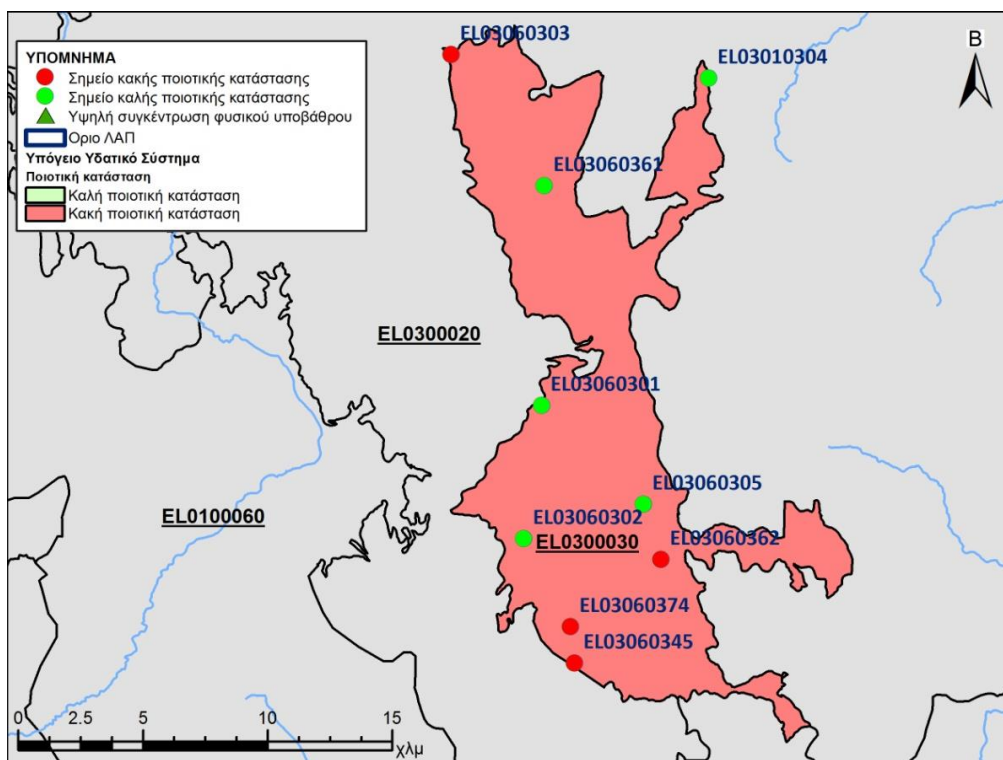 ΥΠΟΜΝΗΜΑ
Σημείο κακής ποιοτικής κατάστασης
Σημείο καλής ποιοτικής κατάστασης
Υψηλή συγκέντρωση φυσικού υποβάθρου
Οριο ΛΑΠ
Υπόγειο Υδατικό Σύστημα
Ποιοτική κατάσταση
Καλή ποιοτική κατάσταση
Κακή ποιοτική κατάσταση
EL03060303
Β
EL03010304
EL03060361
EL0300020
EL03060301
EL03060305
EL0100060
EL03060302
EL0300030
EL03060362
EL03060374
EL03060345
0 2.5 5 10 15
χλμ